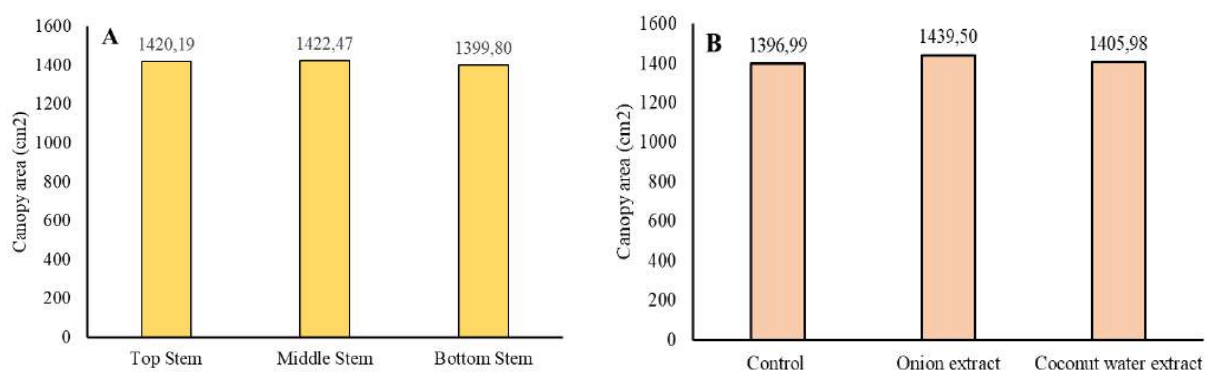 A
Canopy area (cm2)
1600
1400
1200
1000
800
600
400
200
0
1420,19
1422,47
1399,80
Top Stem
Middle Stem
Bottom Stem
B
Canopy area (cm2)
1600
1400
1200
1000
800
600
400
200
0
1396,99
1439,50
1405,98
Control
Onion extract
Coconut water extract